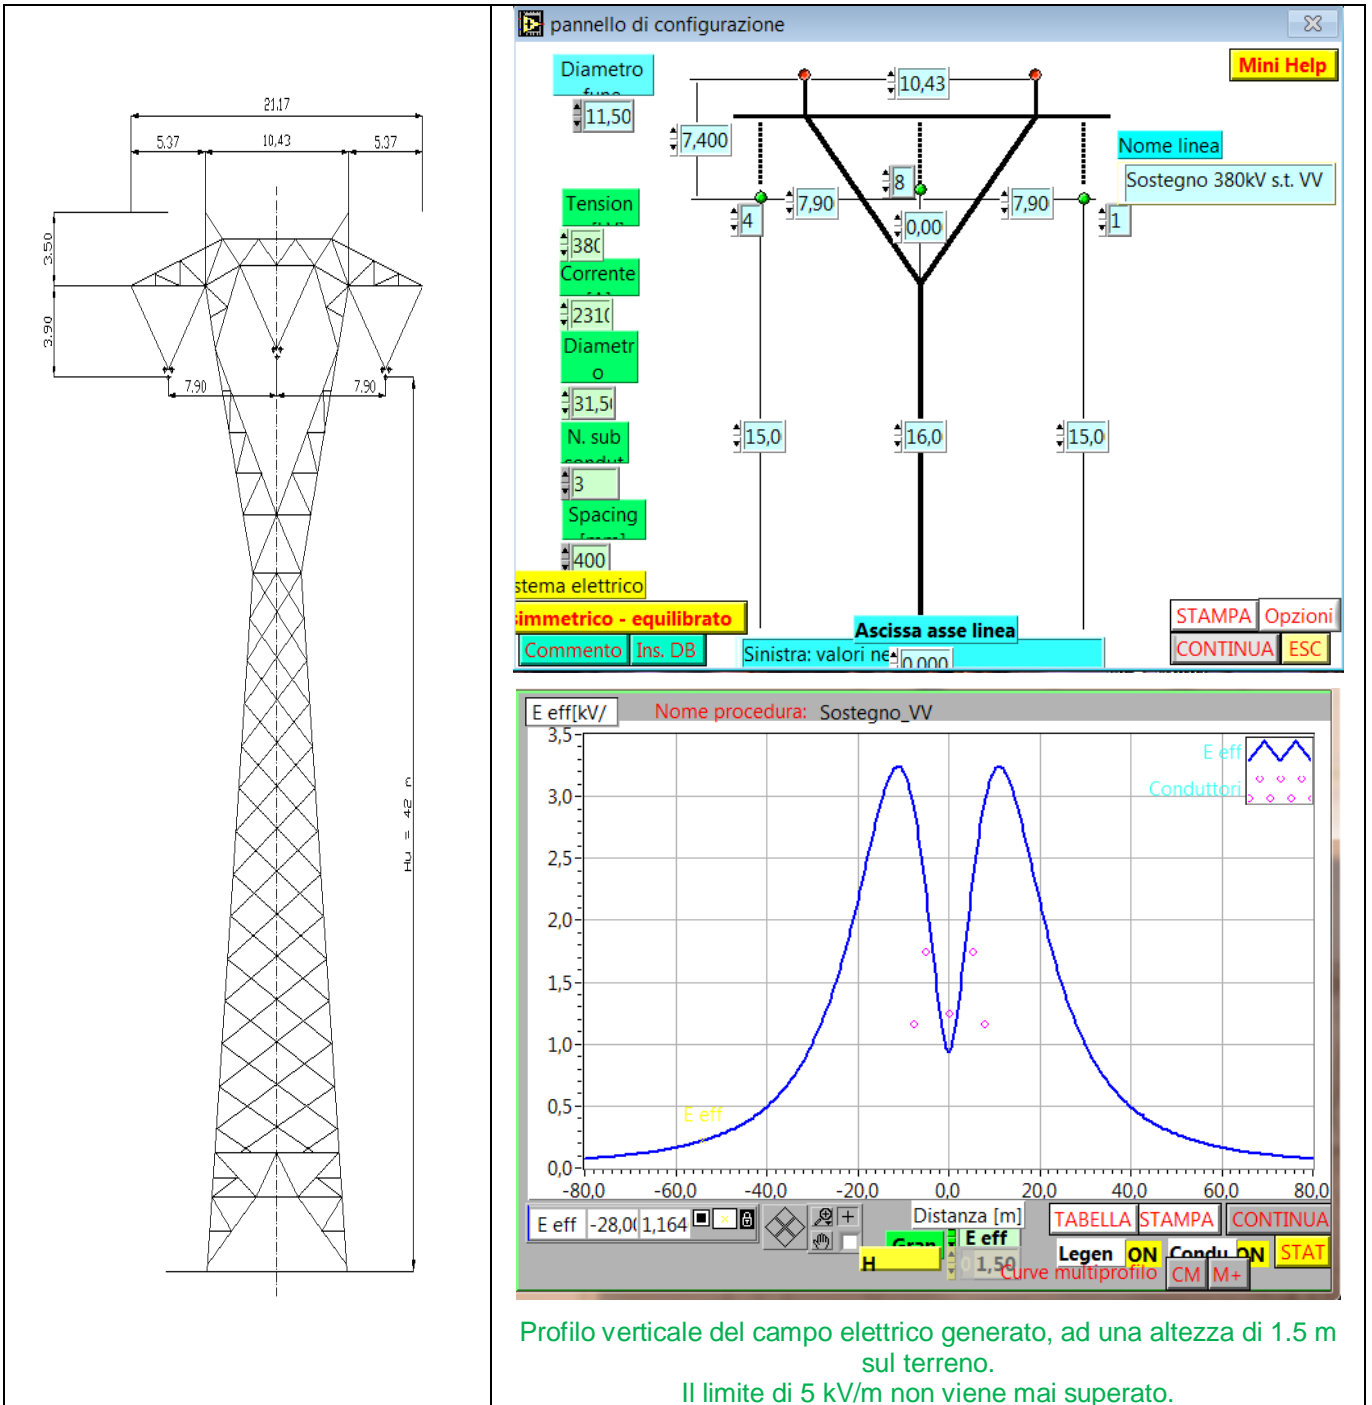 21.17
5.37 10,43 5.37
3.50
3.90
7.90 7.90
Hu = 42 m
pannello di configurazione
Mini Help
Diametro
11,50
10,43
7,400
Nome linea
Sostegno 380kV s.t. VV
Tension
380
8
4 7,90 0,00 7,90 1
Corrente
2310
Diametr
o
31,50
N. sub
15,0 16,0 15,0
3
Spacing
400
stema elettrico
simmetrico - equilibrato
Commento Ins. DB
Ascissa asse linea
Sinistra: valori ne
0,000
STAMPA Opzioni
CONTINUA ESC
E eff[kV/ Nome procedura: Sostegno_VV
E eff
Conduttori
3,5
3,0
2,5
2,0
1,5
1,0
0,5
0,0
E eff
-80,0 -60,0 -40,0 -20,0 0,0 20,0 40,0 60,0 80,0
E eff -28,00 1,164
Distanza [m]
TABELLA STAMPA CONTINUA
E eff
H 0 1,50
Legen ON Condu ON STAT
Curve multiprofilo CM M+
Profilo verticale del campo elettrico generato, ad una altezza di 1.5 m
sul terreno.
Il limite di 5 kV/m non viene mai superato.